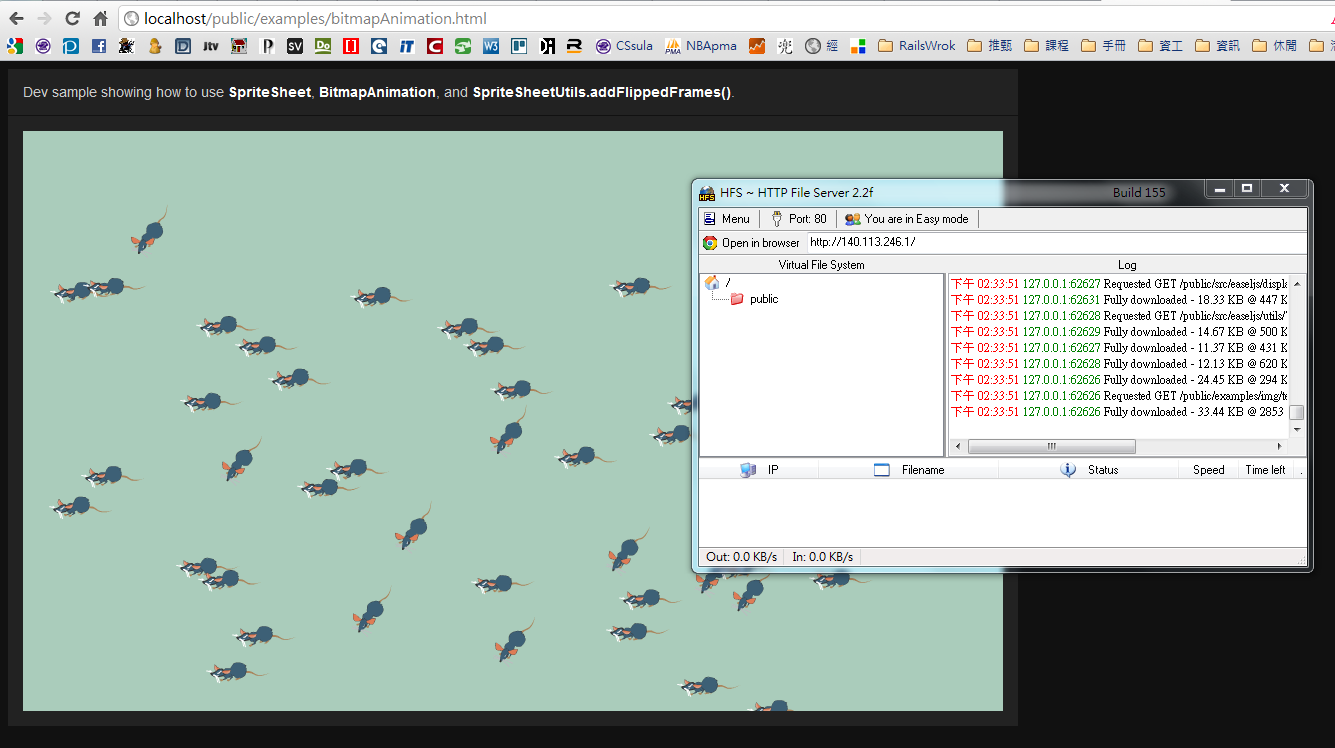 localhost/public/examples/bitmapAnimation.html
Jtv P SV Do CSsula NBApma 經 RailsWrok 推甄 課程 手冊 資工 資訊 休閒
Dev sample showing how to use SpriteSheet, BitmapAnimation, and SpriteSheetUtils.addFlippedFrames().
HFS ~ HTTP File Server 2.2f Build 155
Menu Port: 80 You are in Easy mode
Open in browser http://140.113.246.1/
Virtual File System Log
/
public
下午 02:33:51 127.0.0.1:62627 Requested GET /public/src/easeljs/displa
下午 02:33:51 127.0.0.1:62631 Fully downloaded - 18.33 KB @ 447 K
下午 02:33:51 127.0.0.1:62628 Requested GET /public/src/easeljs/utils/
下午 02:33:51 127.0.0.1:62629 Fully downloaded - 14.67 KB @ 500 K
下午 02:33:51 127.0.0.1:62627 Fully downloaded - 11.37 KB @ 431 K
下午 02:33:51 127.0.0.1:62628 Fully downloaded - 12.13 KB @ 620 K
下午 02:33:51 127.0.0.1:62626 Fully downloaded - 24.45 KB @ 294 K
下午 02:33:51 127.0.0.1:62626 Requested GET /public/examples/img/te
下午 02:33:51 127.0.0.1:62626 Fully downloaded - 33.44 KB @ 2853
IP Filename Status Speed Time left .
Out: 0.0 KB/s In: 0.0 KB/s